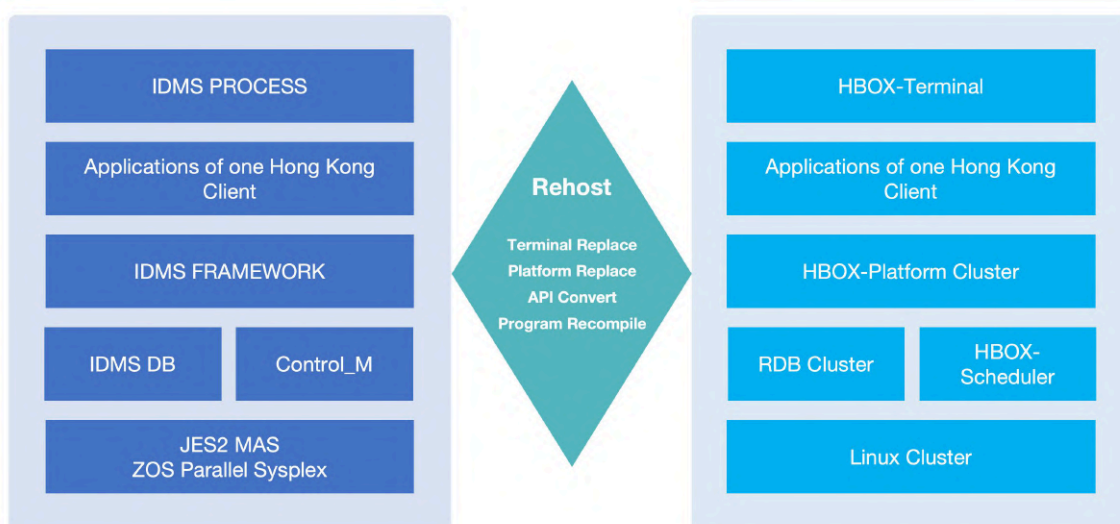 IDMS PROCESS
Applications of one Hong Kong
Client
IDMS FRAMEWORK
IDMS DB
Control_M
JES2 MAS
ZOS Parallel Sysplex
Rehost
Terminal Replace
Platform Replace
API Convert
Program Recompile
HBOX-Terminal
Applications of one Hong Kong
Client
HBOX-Platform Cluster
RDB Cluster
HBOX-
Scheduler
Linux Cluster